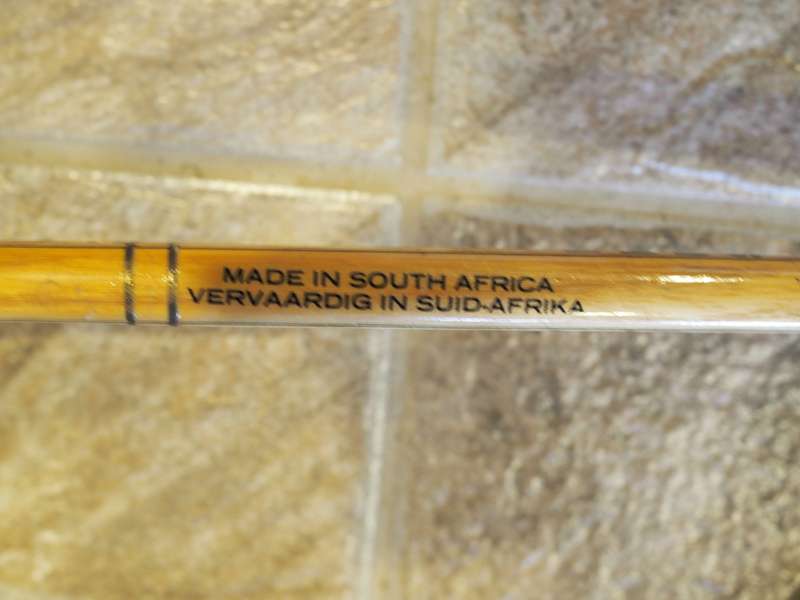 MADE IN SOUTH AFRICA
VERVAARDIG IN SUID-AFRIKA